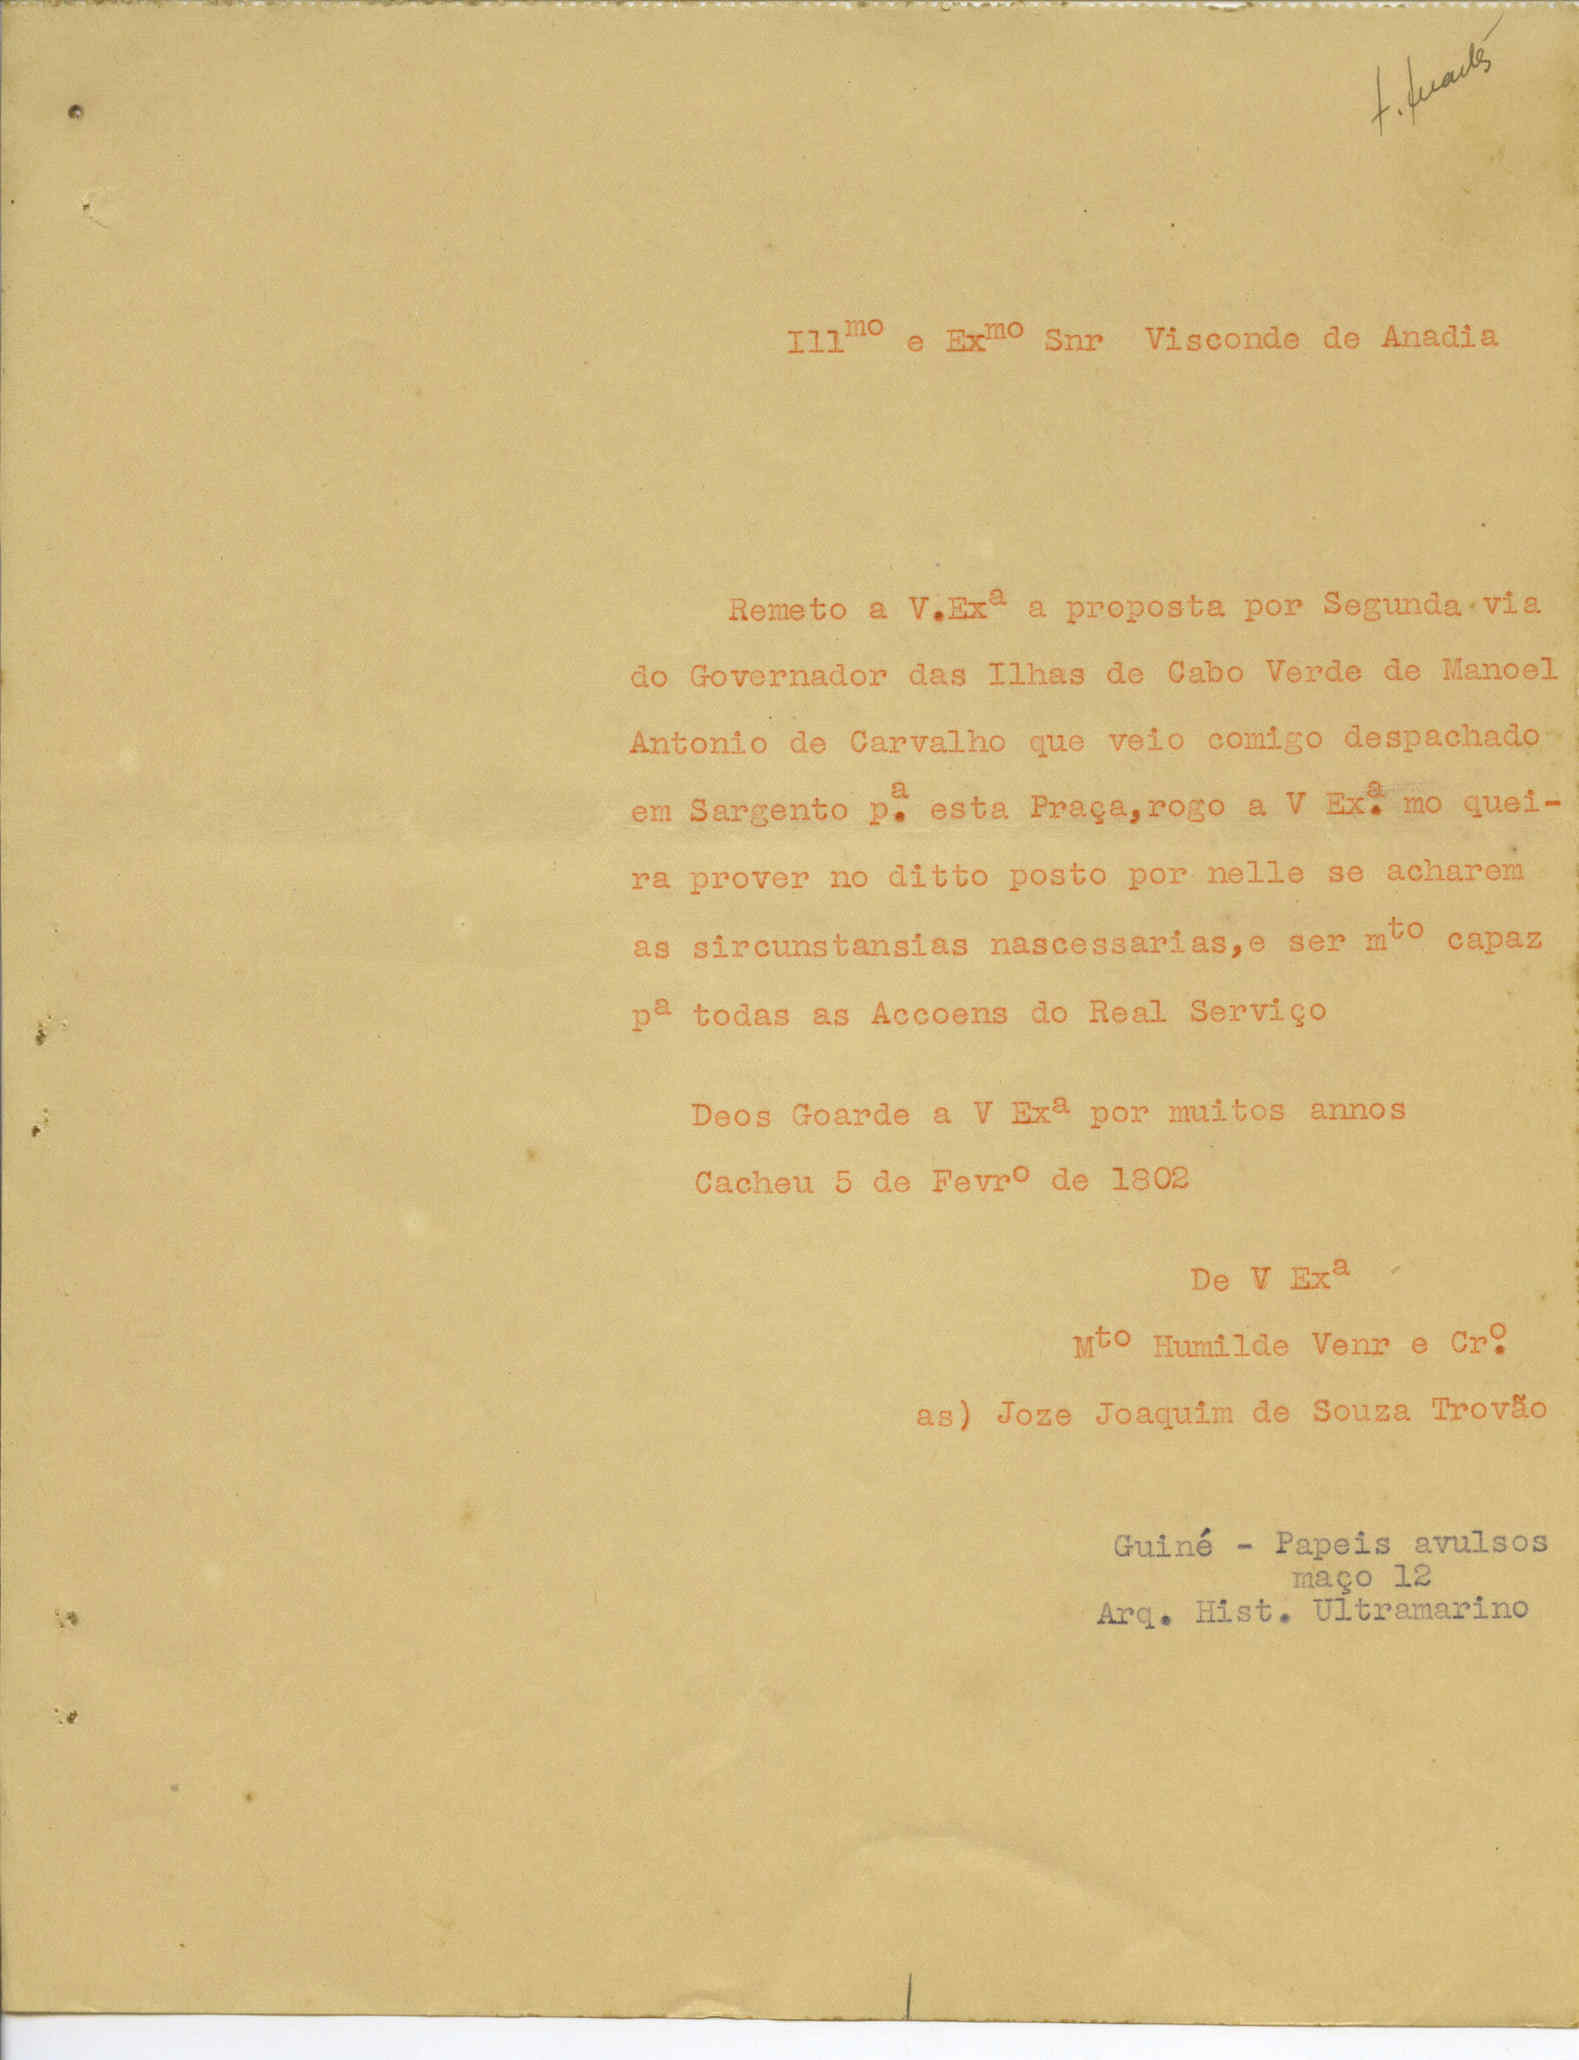 Illᵐᵒ e Exᵐᵒ Snr Visconde de Anadia
Remeto a V.Exᵃ a proposta por Segunda via
do Governador das Ilhas de Cabo Verde de Manoel
Antonio de Carvalho que veio comigo despachado
em Sargento p.ᵃ esta Praça,rogo a V Ex.ᵃ mo quei-
ra prover no ditto posto por nelle se acharem
as sircunstansias nascessarias,e ser mᵗᵒ capaz
pᵃ todas as Accoens do Real Serviço
Deos Goarde a V Exᵃ por muitos annos
Cacheu 5 de Fevrᵒ de 1802
De V Exᵃ
Mᵗᵒ Humilde Venr e Cr.ᵒ
as) Joze Joaquim de Souza Trovão
Guiné - Papeis avulsos
maço 12
Arq. Hist. Ultramarino